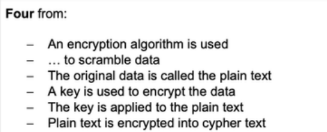 Four from:
– An encryption algorithm is used
– … to scramble data
– The original data is called the plain text
– A key is used to encrypt the data
– The key is applied to the plain text
– Plain text is encrypted into cypher text